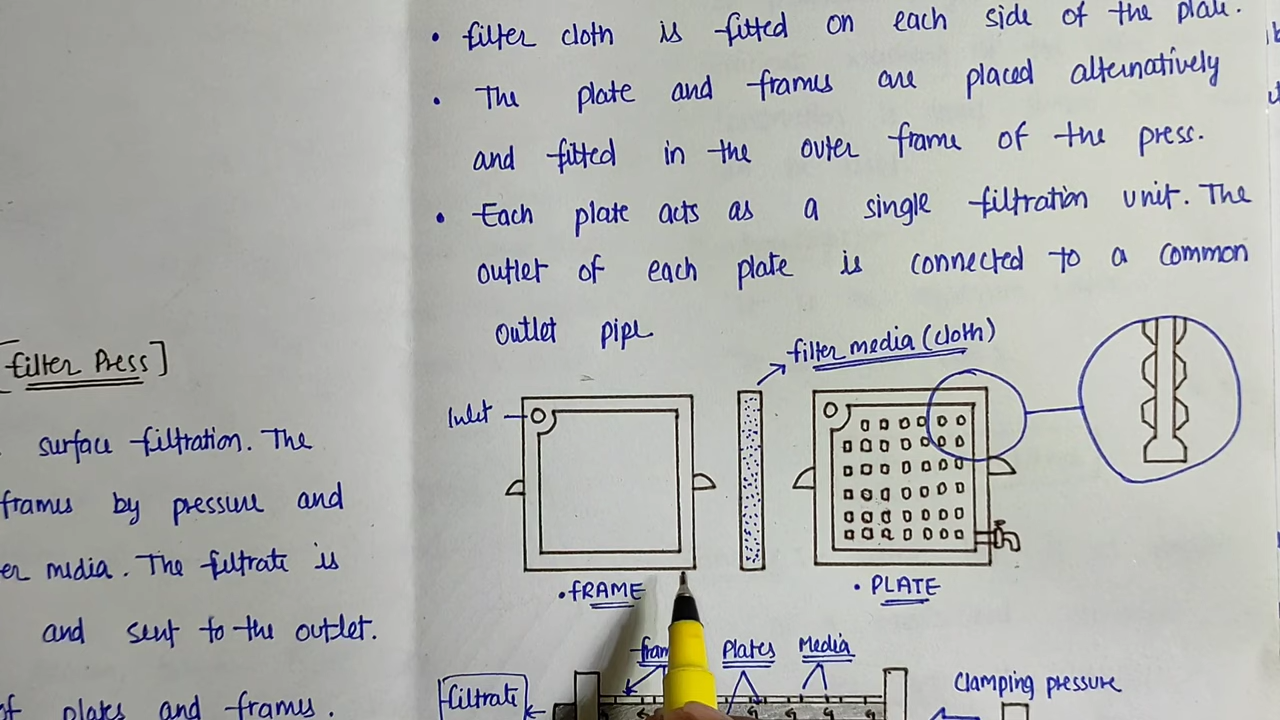 • filter cloth is fitted on each side of the plate.
• The plate and frames are placed alternatively
and fitted in the outer frame of the press.
• Each plate acts as a single filtration unit. The
outlet of each plate is connected to a common
outlet pipe
[Filter Press]
surface filtration. The
frames by pressure and
er media. The filtrate is
and sent to the outlet.
of plates and frames.
filter media (cloth)
Inlet
• FRAME
• PLATE
fram
Plates
Media
filtrate
Clamping pressure